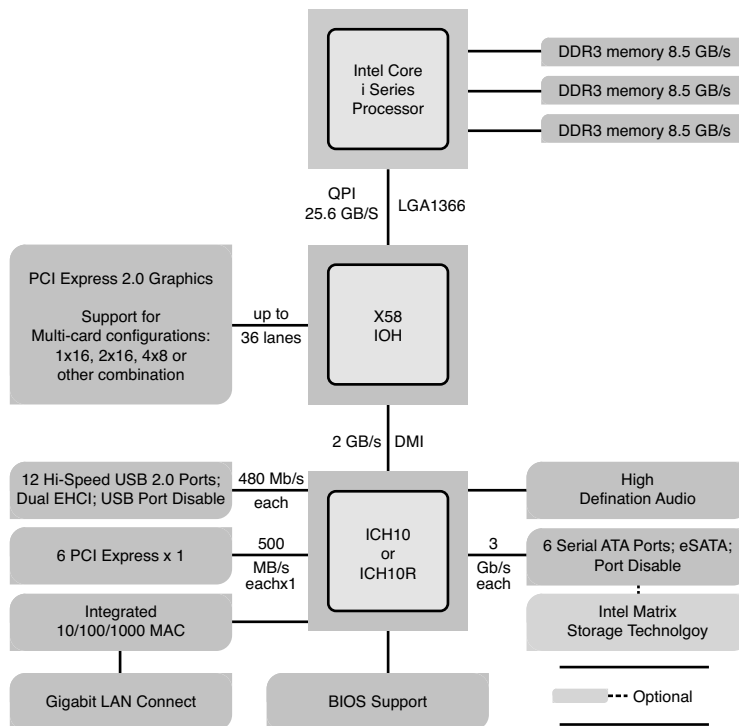 Intel Core
i Series
Processor
DDR3 memory 8.5 GB/s
DDR3 memory 8.5 GB/s
DDR3 memory 8.5 GB/s
QPI
25.6 GB/S
LGA1366
PCI Express 2.0 Graphics
Support for
Multi-card configurations:
1x16, 2x16, 4x8 or
other combination
up to
36 lanes
X58
IOH
2 GB/s
DMI
12 Hi-Speed USB 2.0 Ports;
Dual EHCI; USB Port Disable
480 Mb/s
each
High
Defination Audio
ICH10
or
ICH10R
6 PCI Express x 1
500
MB/s
eachx1
3
Gb/s
each
6 Serial ATA Ports; eSATA;
Port Disable
Integrated
10/100/1000 MAC
Intel Matrix
Storage Technolgoy
Gigabit LAN Connect
BIOS Support
Optional